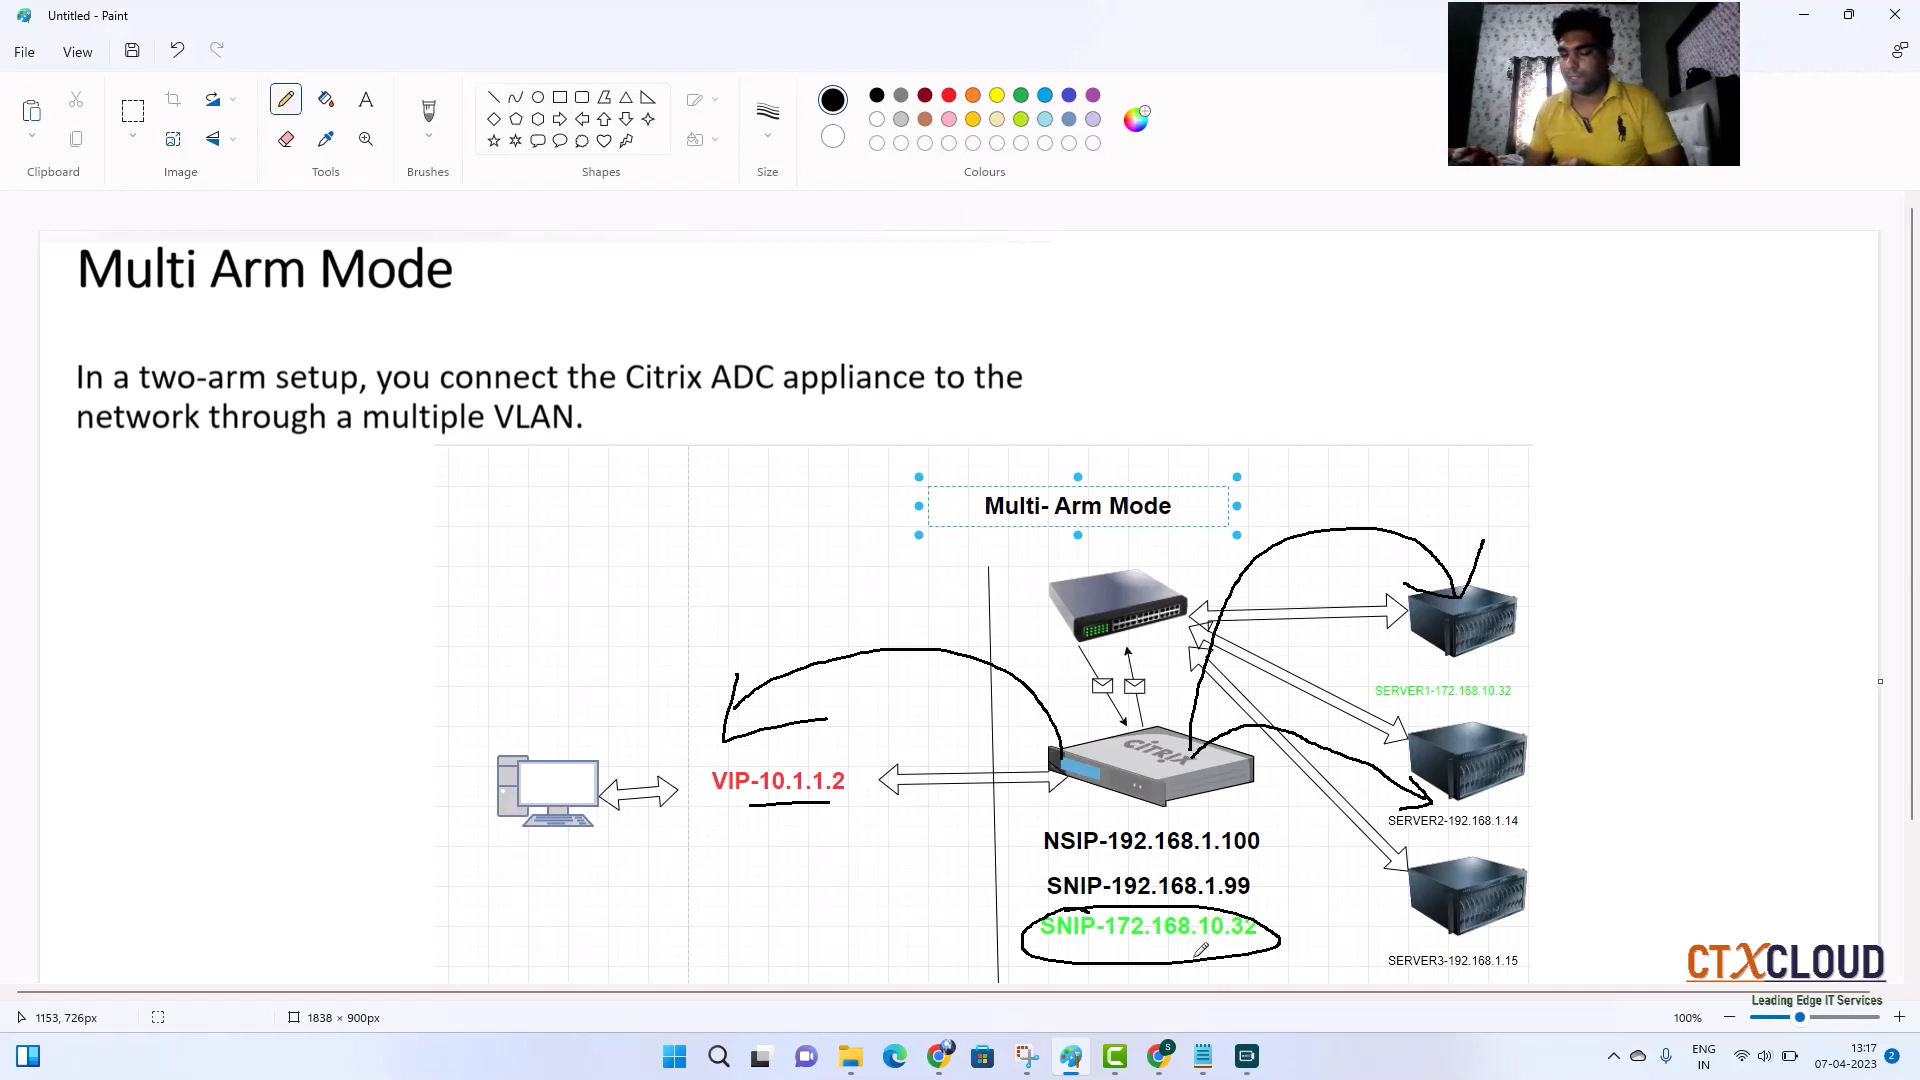 Untitled - Paint
File
View
Clipboard
Image
Tools
Brushes
Shapes
Size
Colours
A
Multi Arm Mode
In a two-arm setup, you connect the Citrix ADC appliance to the
network through a multiple VLAN.
Multi- Arm Mode
SERVER1-172.168.10.32
CİTRIX
VIP-10.1.1.2
SERVER2-192.168.1.14
NSIP-192.168.1.100
SNIP-192.168.1.99
SNIP-172.168.10.32
SERVER3-192.168.1.15
CTXCLOUD
Leading Edge IT Services
1153, 726px
1838 × 900px
100%
ENG
IN
13:17
07-04-2023
2
S